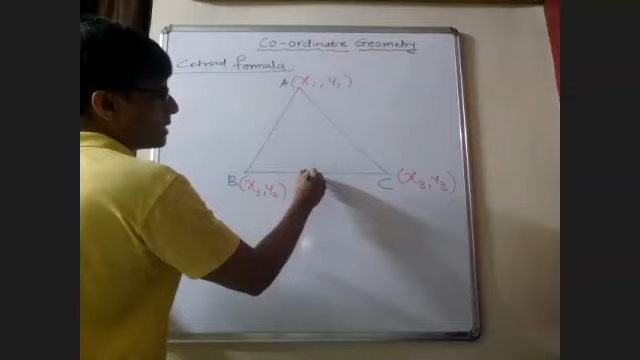 Co-ordinate Geometry
Cetroid formula
A(x₁, y₁)
B(x₂, y₂)
C(x₃, y₃)